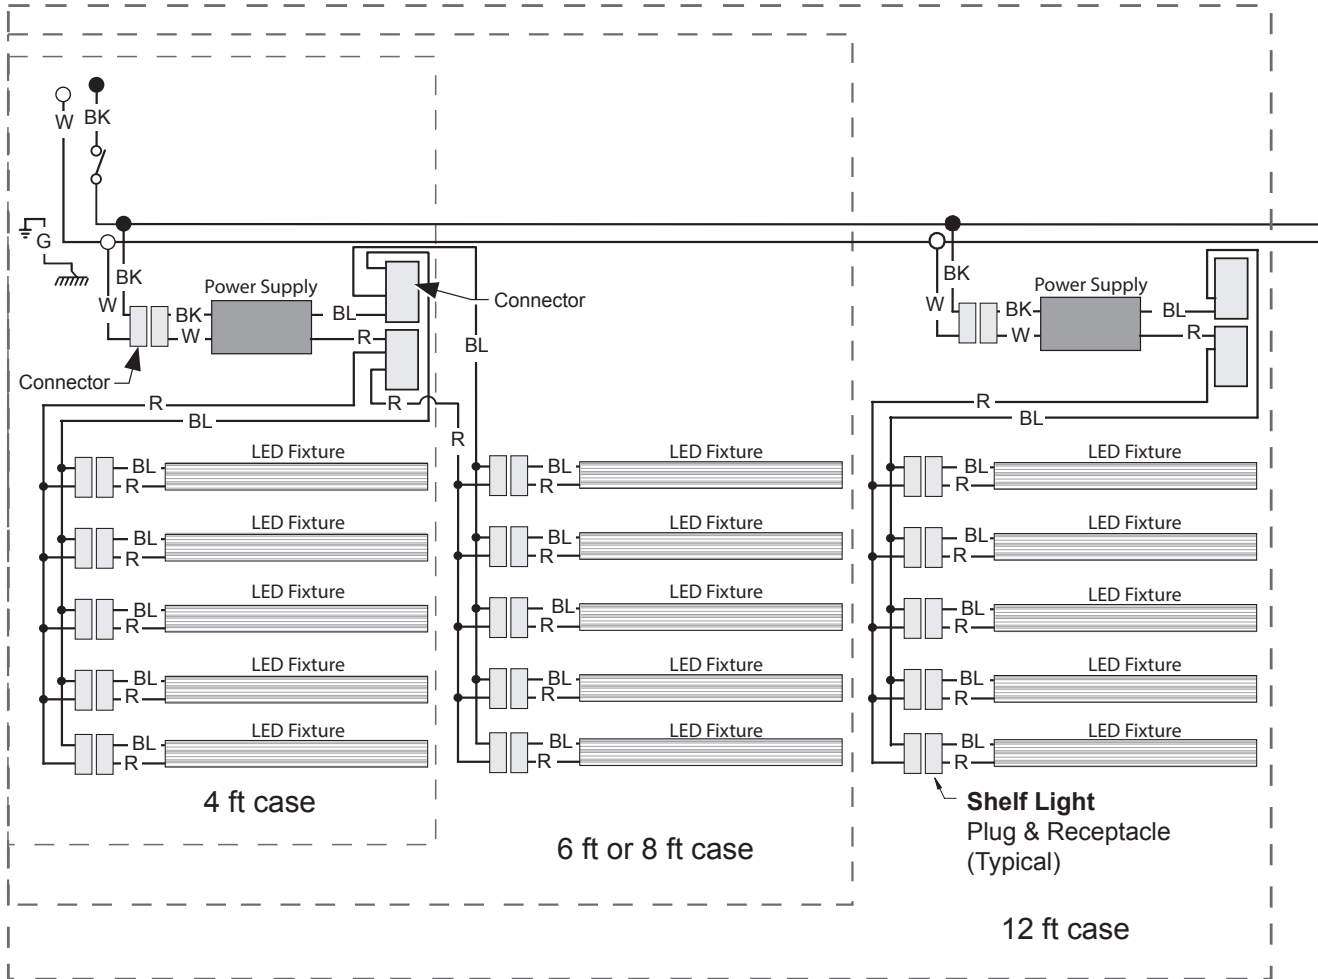 W
BK
G
BK
W
Power Supply
BK
W
BL
R
Connector
Connector
BL
R
BL
R
R
BK
W
Power Supply
BK
W
BL
R
R
BL
LED Fixture
BL
R
LED Fixture
BL
R
LED Fixture
BL
R
LED Fixture
BL
R
LED Fixture
BL
R
4 ft case
LED Fixture
BL
R
LED Fixture
BL
R
LED Fixture
BL
R
LED Fixture
BL
R
LED Fixture
BL
R
6 ft or 8 ft case
LED Fixture
BL
R
LED Fixture
BL
R
LED Fixture
BL
R
LED Fixture
BL
R
LED Fixture
BL
R
Shelf Light
Plug & Receptacle
(Typical)
12 ft case